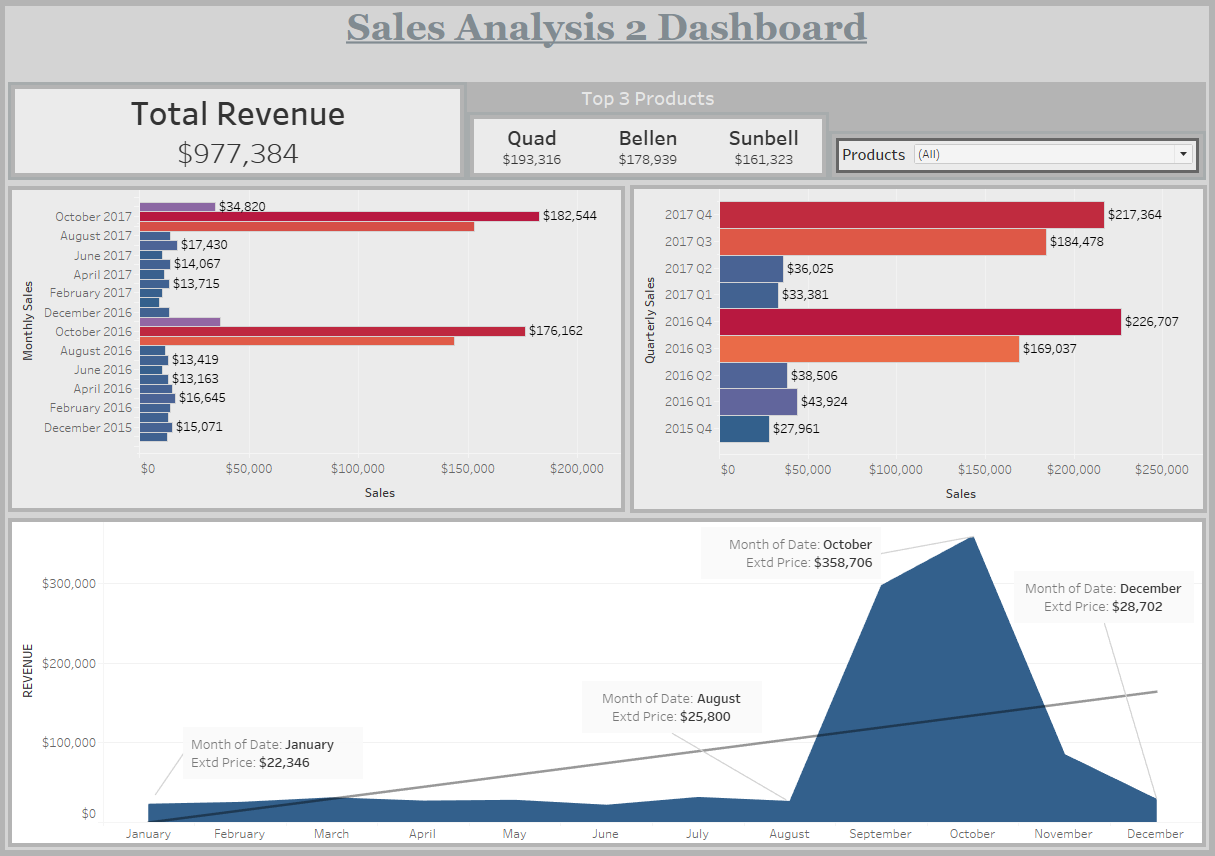 Sales Analysis 2 Dashboard
Total Revenue
$977,384
Top 3 Products
Quad Bellen Sunbell
$193,316 $178,939 $161,323
Products (All)
Monthly Sales
$34,820
October 2017 $182,544
August 2017
$17,430
June 2017
$14,067
April 2017
$13,715
February 2017
December 2016
October 2016 $176,162
August 2016
$13,419
June 2016
$13,163
April 2016
$16,645
February 2016
December 2015 $15,071
$0 $50,000 $100,000 $150,000 $200,000
Sales
Quarterly Sales
2017 Q4 $217,364
2017 Q3 $184,478
2017 Q2 $36,025
2017 Q1 $33,381
2016 Q4 $226,707
2016 Q3 $169,037
2016 Q2 $38,506
2016 Q1 $43,924
2015 Q4 $27,961
$0 $50,000 $100,000 $150,000 $200,000 $250,000
Sales
REVENUE
$300,000
$200,000
$100,000
$0
Month of Date: October
Extd Price: $358,706
Month of Date: December
Extd Price: $28,702
Month of Date: August
Extd Price: $25,800
Month of Date: January
Extd Price: $22,346
January February March April May June July August September October November December